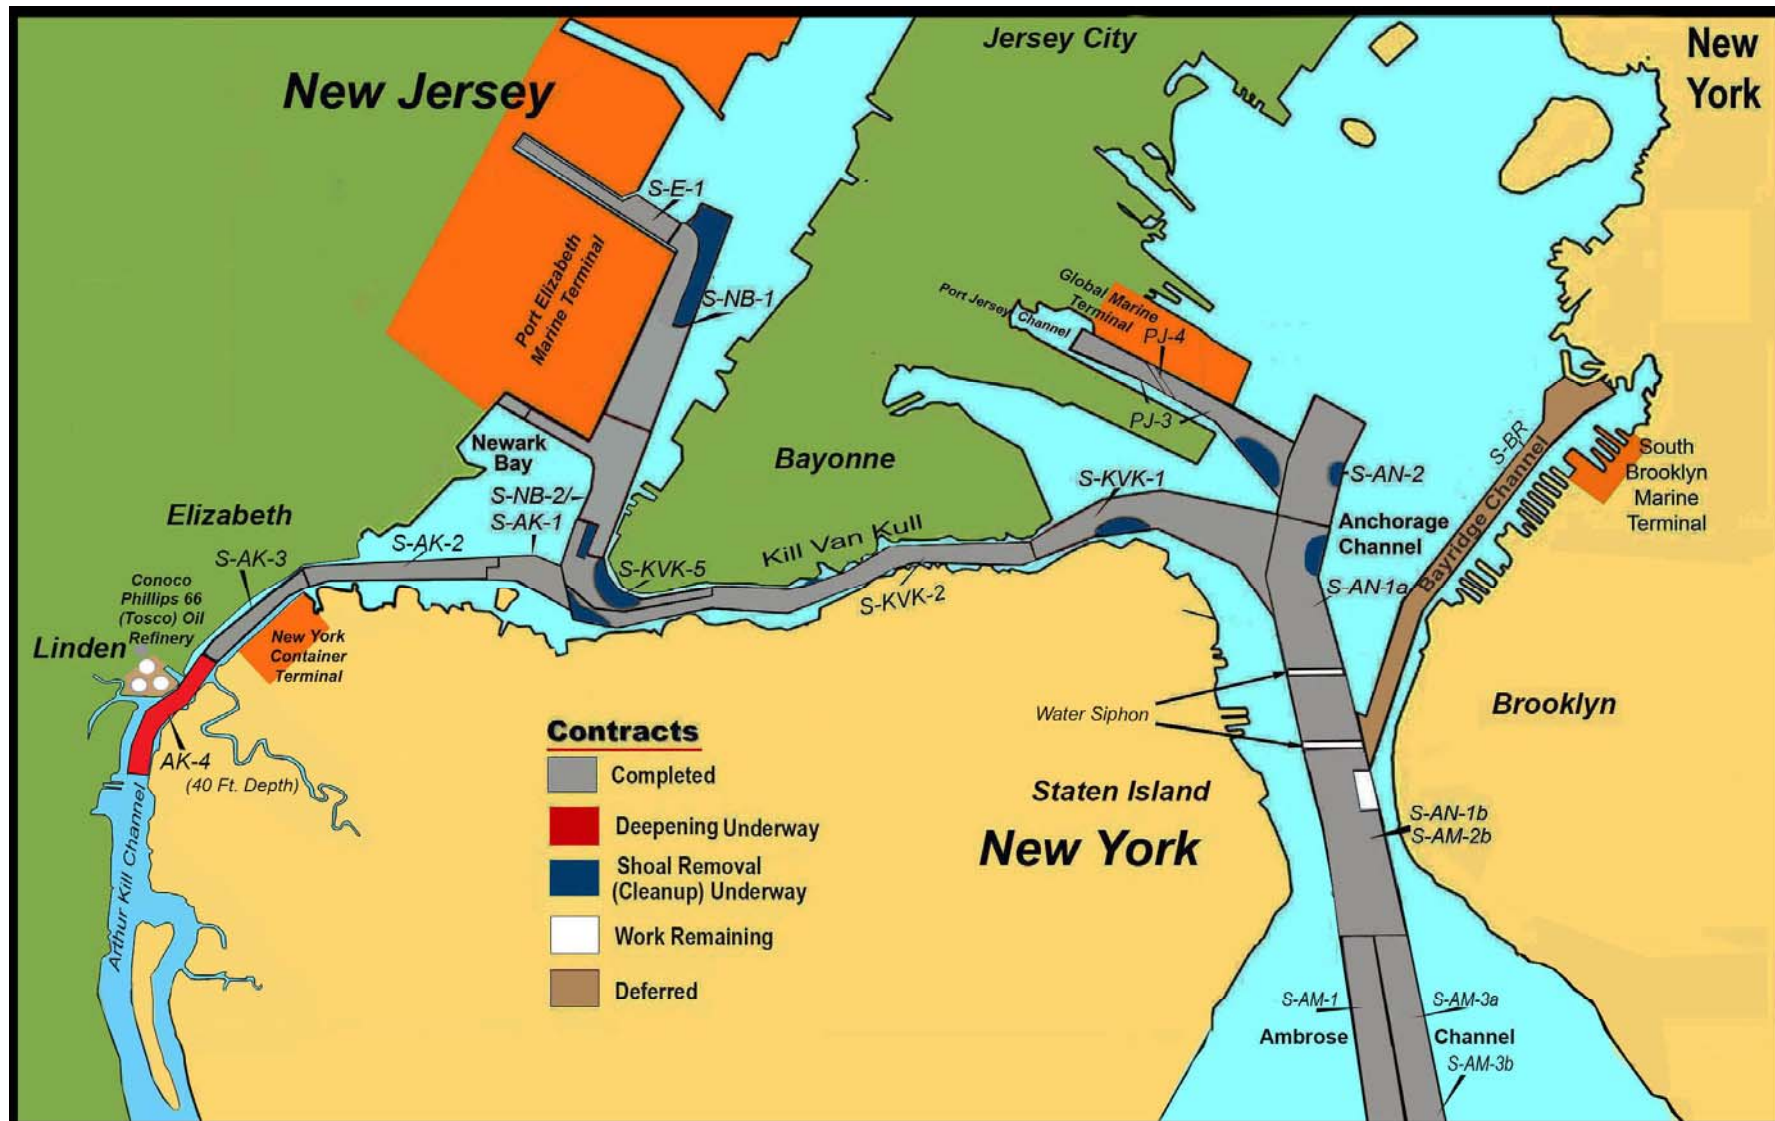 Jersey City
New
York
New Jersey
S-E-1
Port Elizabeth
Marine Terminal
S-NB-1
Global Marine
Terminal
Port Jersey Channel
PJ-4
PJ-3
Newark
Bay
Bayonne
S-NB-2/
S-AK-1
S-KVK-1
S-AN-2
S-BR
Bayridge Channel
South
Brooklyn
Marine
Terminal
Anchorage
Channel
Elizabeth
S-AK-2
S-AK-3
Kill Van Kull
S-KVK-5
S-KVK-2
S-AN-1a
Conoco
Phillips 66
(Tosco) Oil
Refinery
Linden
New York
Container
Terminal
AK-4
(40 Ft. Depth)
Arthur Kill Channel
Water Siphon
Brooklyn
Staten Island
New York
S-AN-1b
S-AM-2b
Contracts
Completed
Deepening Underway
Shoal Removal
(Cleanup) Underway
Work Remaining
Deferred
S-AM-1
S-AM-3a
Ambrose
Channel
S-AM-3b